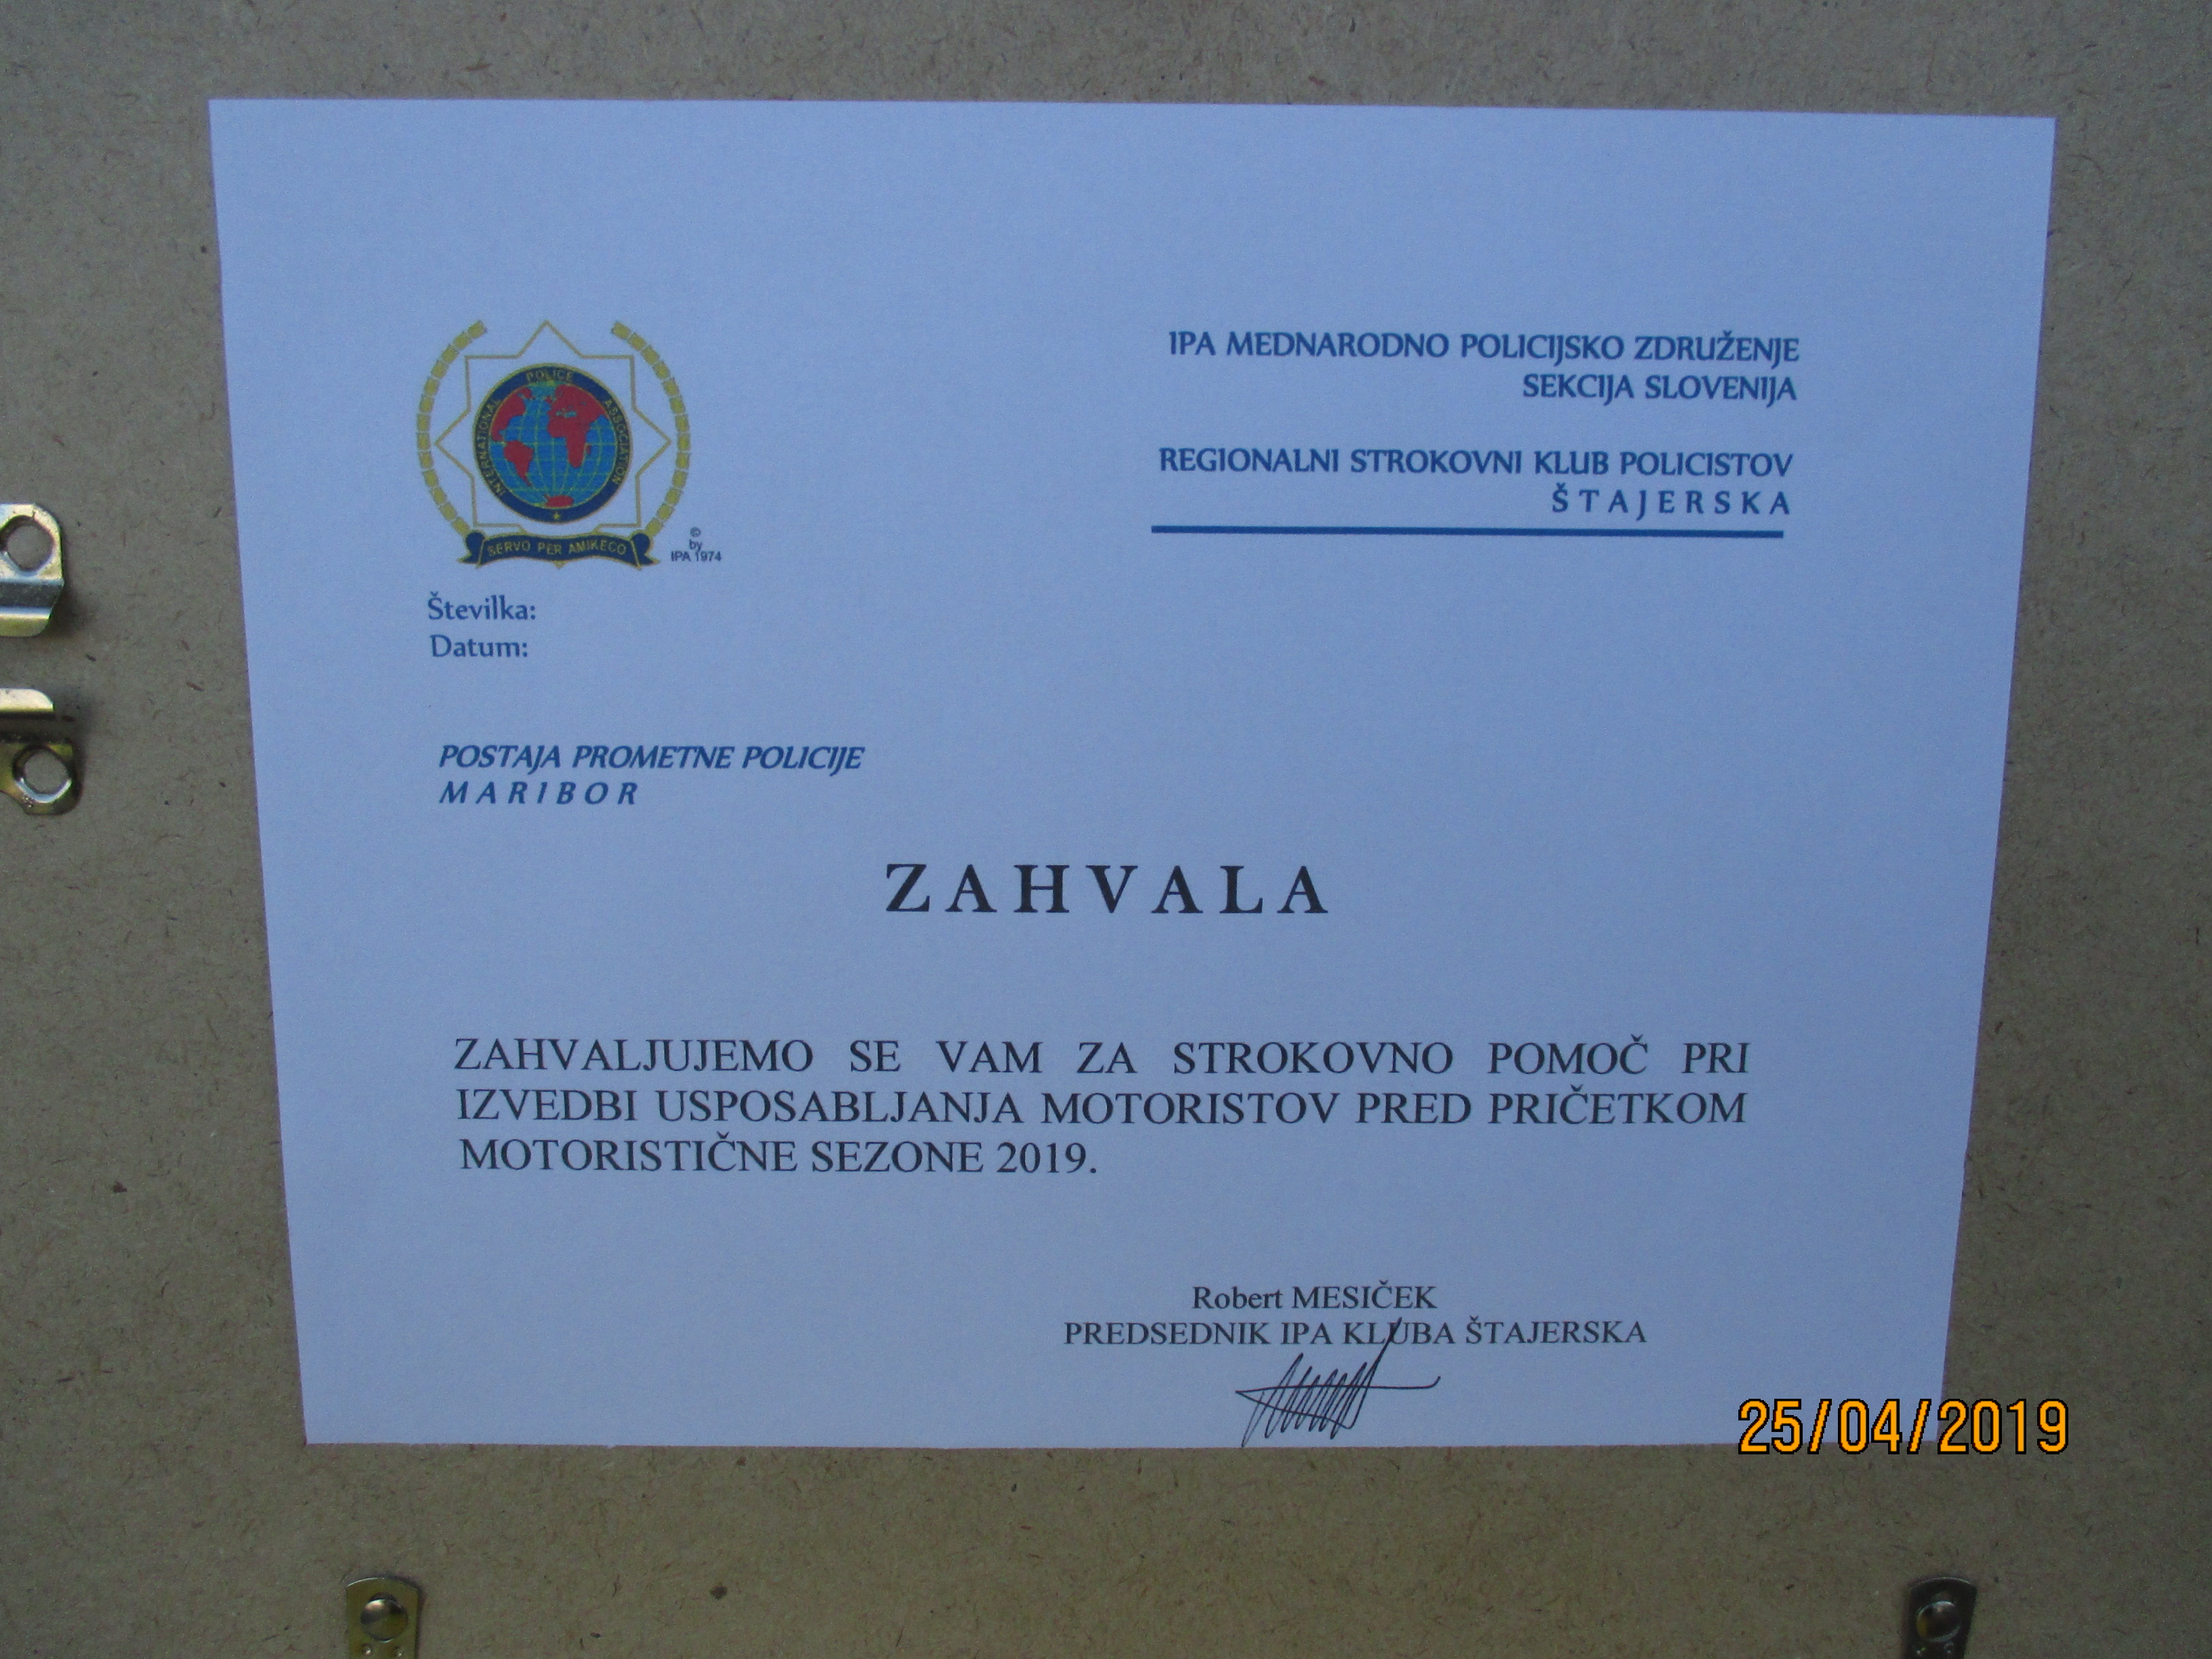 INTERNATIONAL POLICE ASSOCIATION
SERVO PER AMIKECO
©
by
IPA 1974
IPA MEDNARODNO POLICIJSKO ZDRUŽENJE
SEKCIJA SLOVENIJA
REGIONALNI STROKOVNI KLUB POLICISTOV
ŠTAJERSKA
Številka:
Datum:
POSTAJA PROMETNE POLICIJE
MARIBOR
ZAHVALA
ZAHVALJUJEMO SE VAM ZA STROKOVNO POMOČ PRI
IZVEDBI USPOSABLJANJA MOTORISTOV PRED PRIČETKOM
MOTORISTIČNE SEZONE 2019.
Robert MESIČEK
PREDSEDNIK IPA KLUBA ŠTAJERSKA
25/04/2019